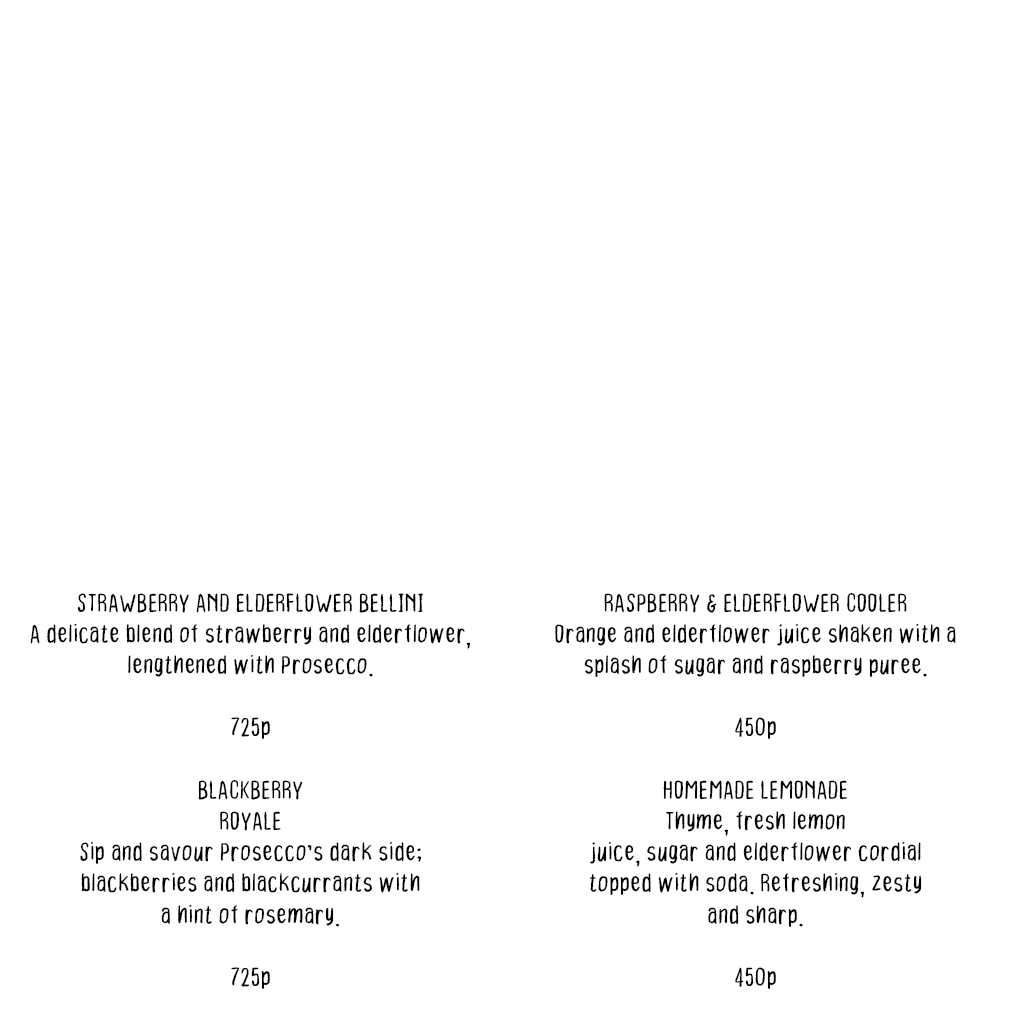 STRAWBERRY AND ELDERFLOWER BELLINI
A delicate blend of strawberry and elderflower,
lengthened with Prosecco.
725p
BLACKBERRY
ROYALE
Sip and savour Prosecco's dark side;
blackberries and blackcurrants with
a hint of rosemary.
725p
RASPBERRY & ELDERFLOWER COOLER
Orange and elderflower juice shaken with a
splash of sugar and raspberry puree.
450p
HOMEMADE LEMONADE
Thyme, fresh lemon
juice, sugar and elderflower cordial
topped with soda. Refreshing, zesty
and sharp.
450p